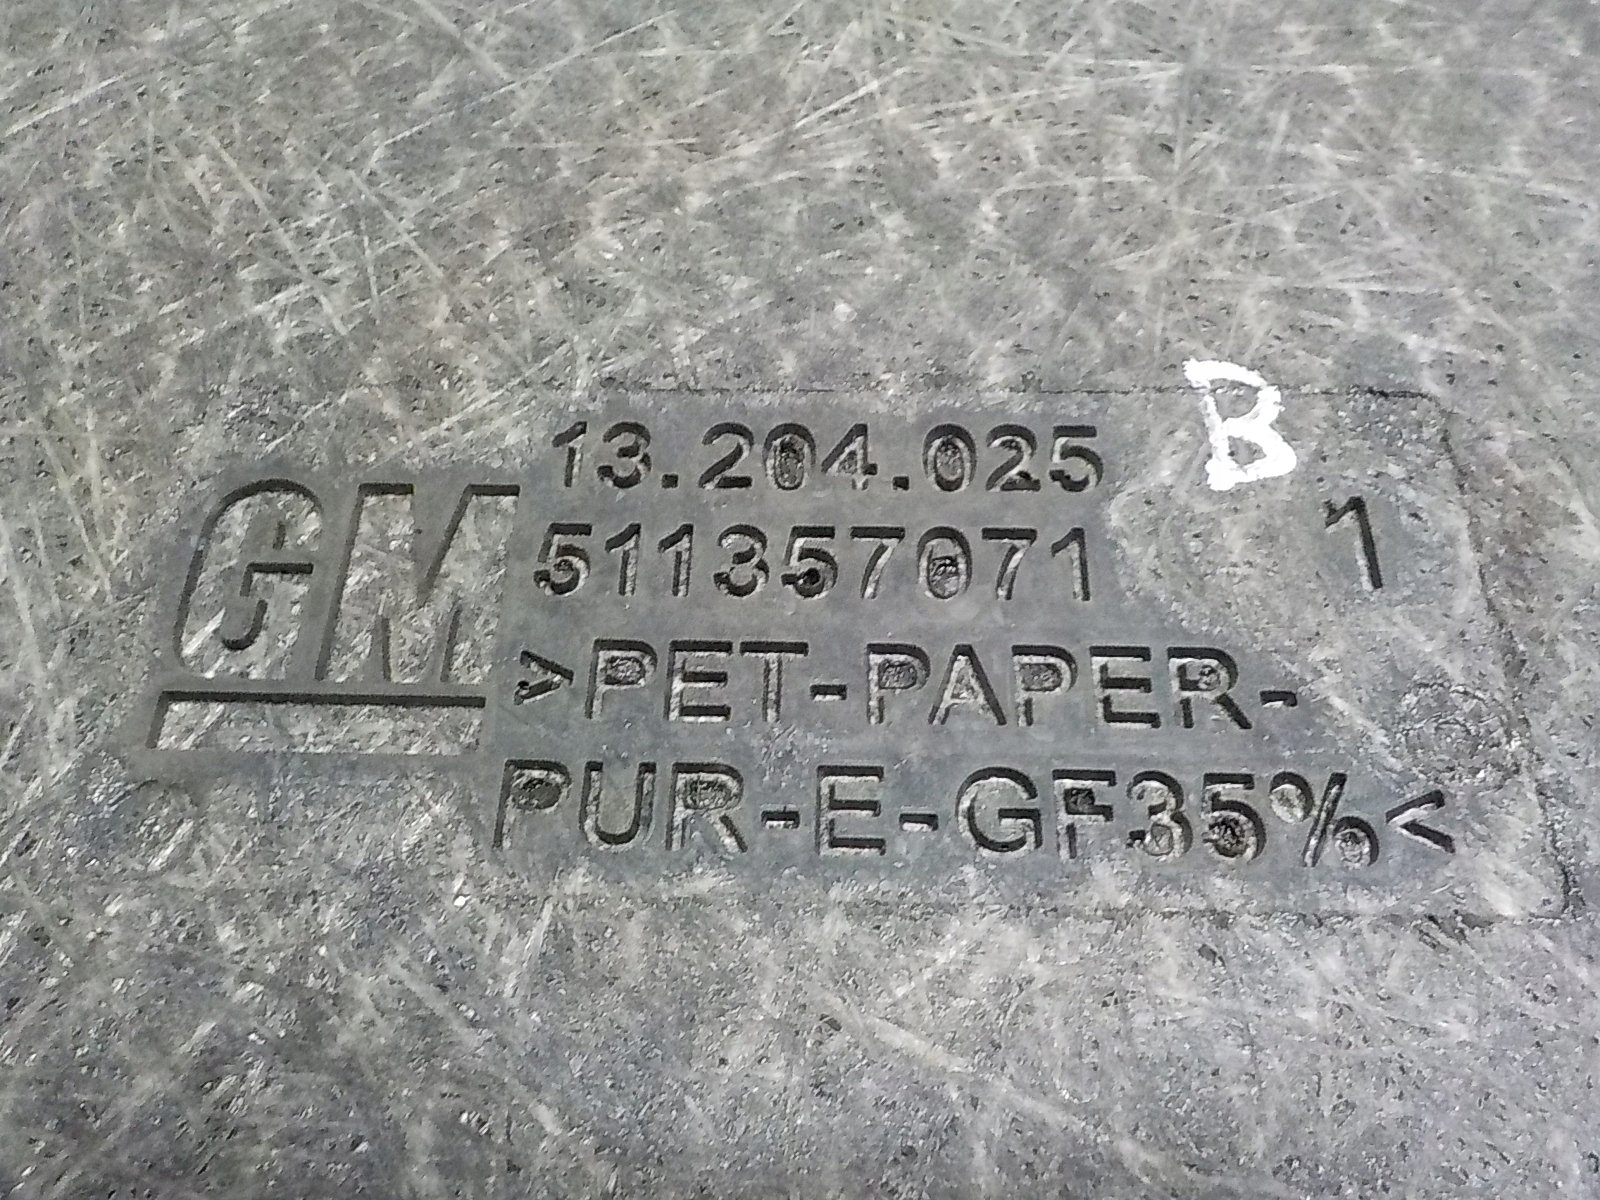 GM
13.204.025 B
511357071 1
>PET-PAPER-
PUR-E-GF35%<